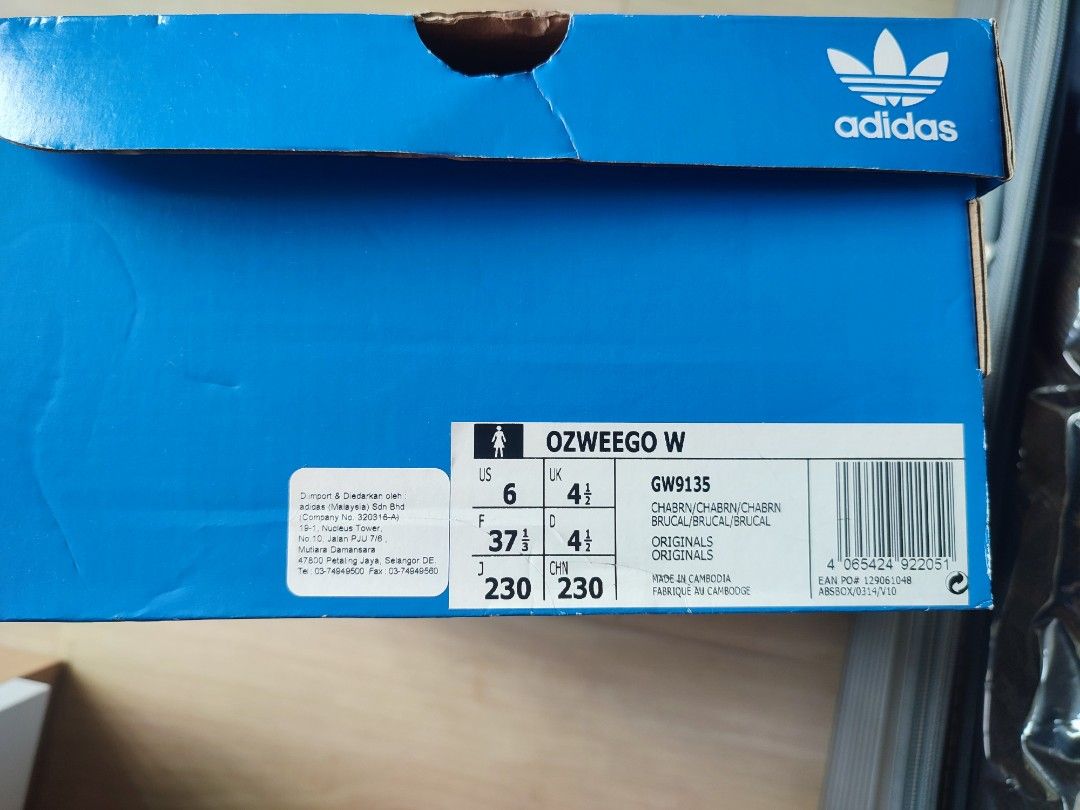 adidas
OZWEEGO W
US 6
UK 4½
F 37⅓
D 4½
J 230
CHN 230
GW9135
CHABRN/CHABRN/CHABRN
BRUCAL/BRUCAL/BRUCAL
ORIGINALS
ORIGINALS
MADE IN CAMBODIA
FABRIQUE AU CAMBODGE
4 065424 922051
EAN PO# 129061048
ABSBOX/0314/V10
Diimport & Diedarkan oleh :
adidas (Malaysia) Sdn Bhd
(Company No. 320316-A)
19-1, Nucleus Tower,
No.10, Jalan PJU 7/6 ,
Mutiara Damansara
47800 Petaling Jaya, Selangor DE.
Tel : 03-74949500 Fax : 03-74949560